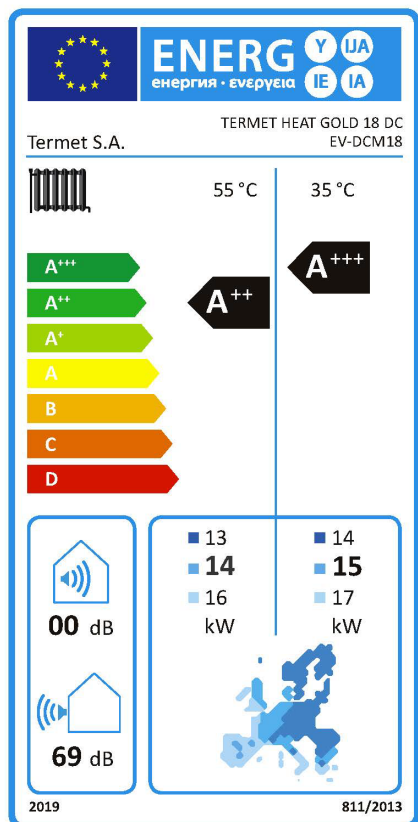 ENERG
Y IJA
IE IA
енергия · ενεργεια
TERMET HEAT GOLD 18 DC
Termet S.A.
EV-DCM18
55 °C
35 °C
A+++
A++
A+
A
B
C
D
A++
A+++
00 dB
69 dB
13
14
16
kW
14
15
17
kW
2019
811/2013